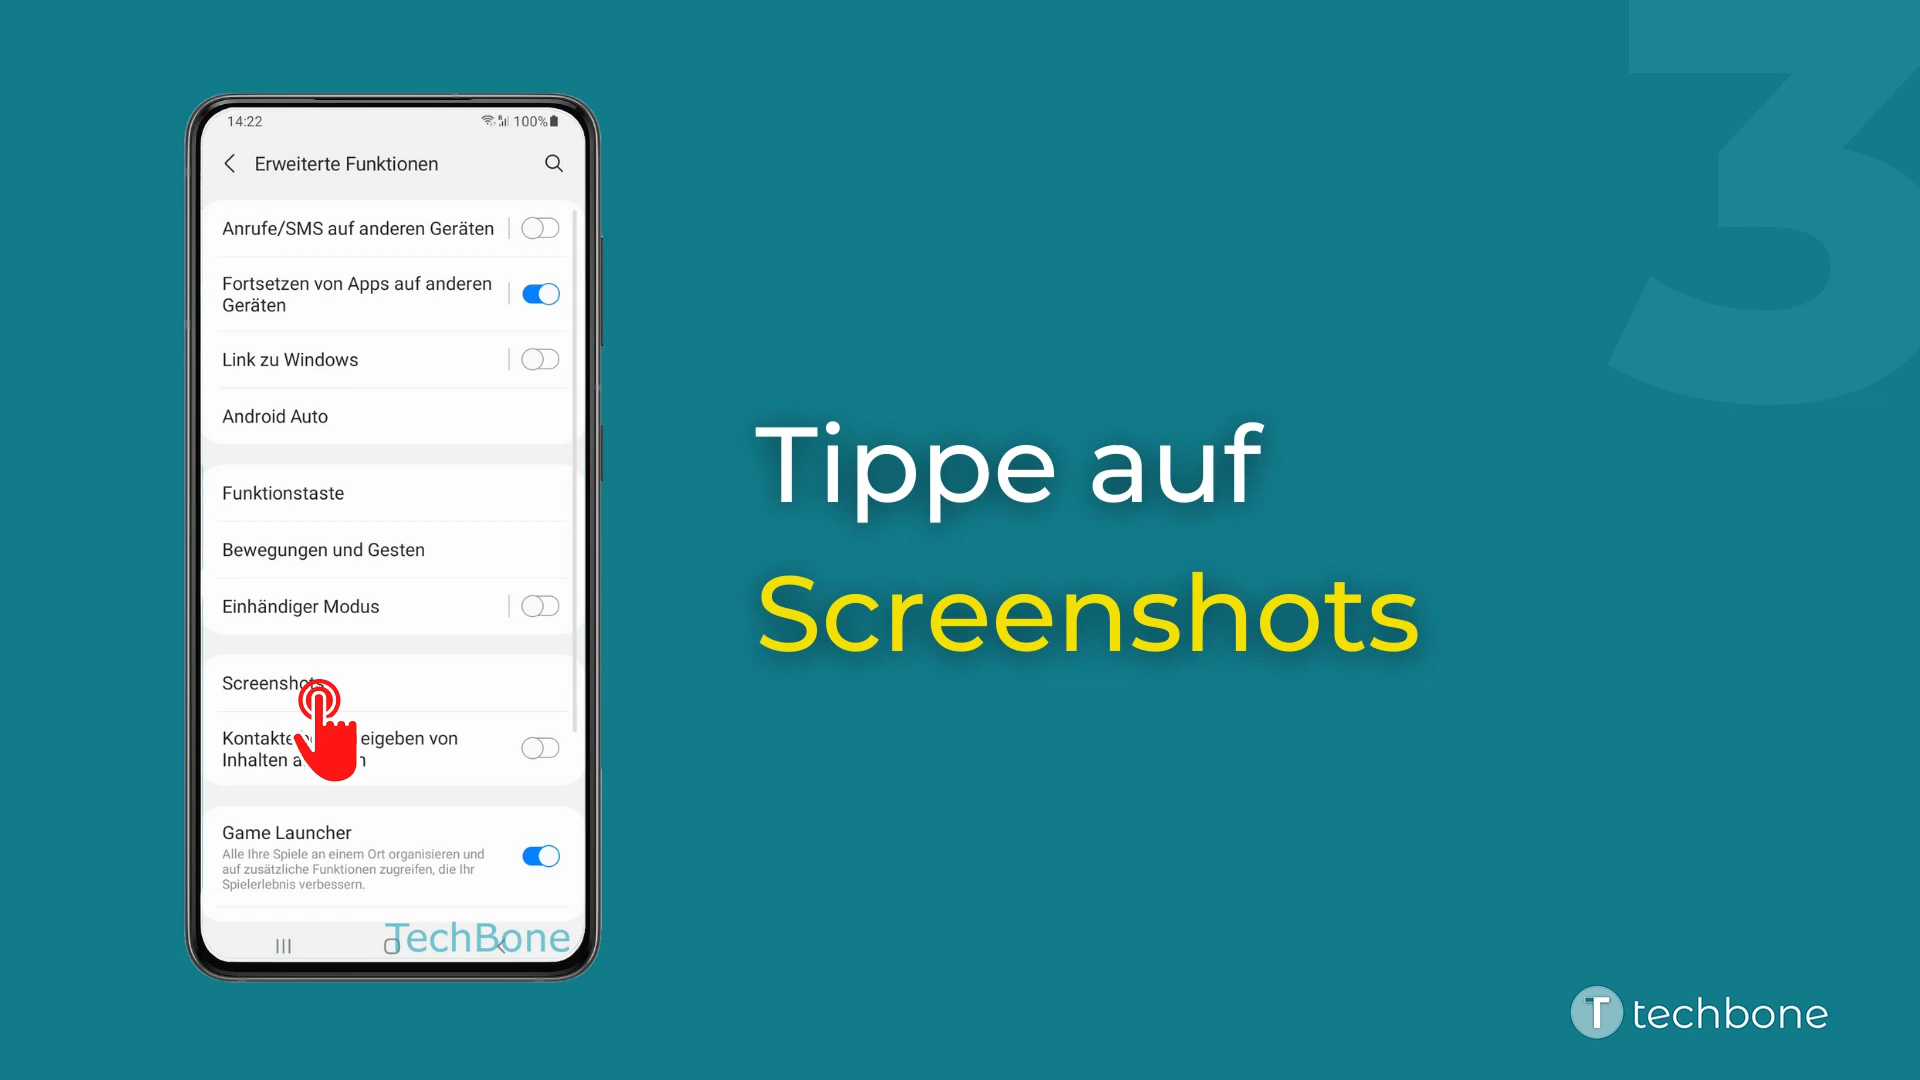 3
14:22
100%
Erweiterte Funktionen
Anrufe/SMS auf anderen Geräten
Fortsetzen von Apps auf anderen
Geräten
Link zu Windows
Android Auto
Funktionstaste
Bewegungen und Gesten
Einhändiger Modus
Screenshots
Kontakte eigeben von
Inhalten
Game Launcher
Alle Ihre Spiele an einem Ort organisieren und
auf zusätzliche Funktionen zugreifen, die Ihr
Spielerlebnis verbessern.
TechBone
Tippe auf
Screenshots
T techbone